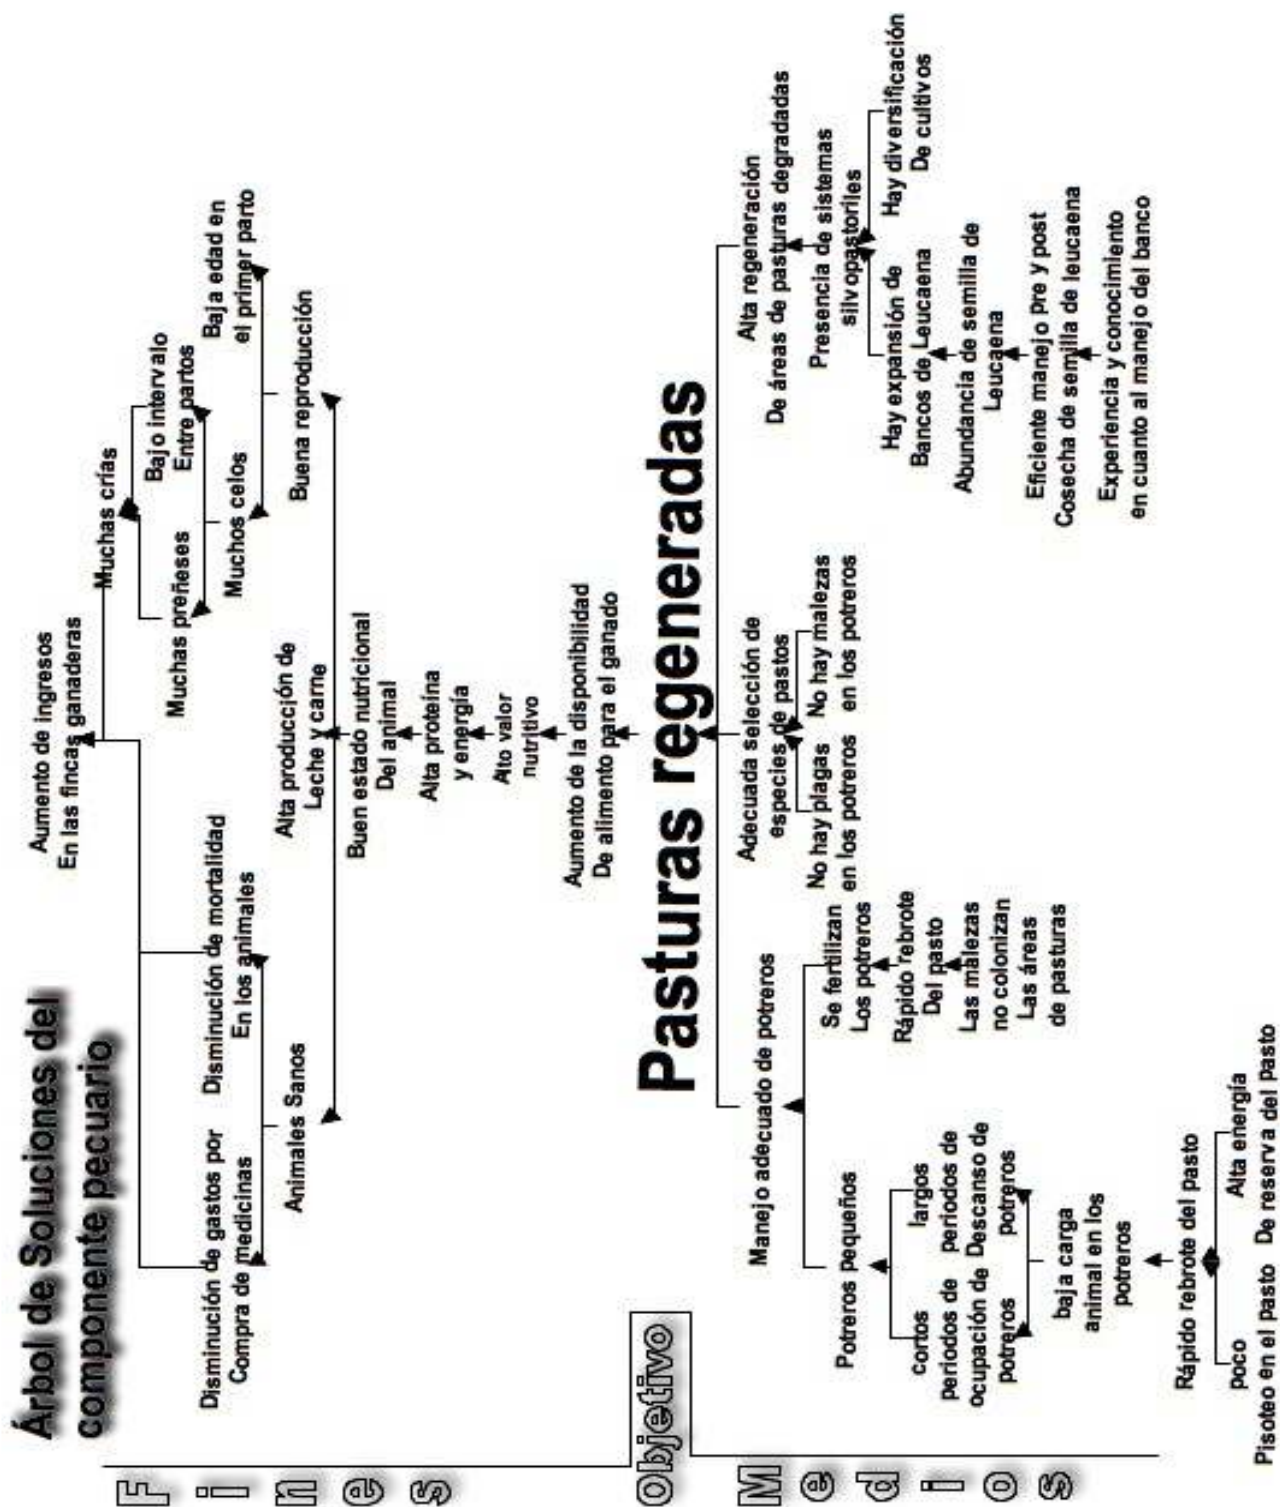 Árbol de Soluciones del
componente pecuario
Fines
Aumento de ingresos
En las fincas ganaderas
Muchas crías
Disminución de gastos por
Compra de medicinas
Disminución de mortalidad
En los animales
Muchas preñeses
Bajo intervalo
Entre partos
Muchos celos
Baja edad en
el primer parto
Animales Sanos
Alta producción de
Leche y carne
Buena reproducción
Buen estado nutricional
Del animal
Alta proteína
y energía
Alto valor
nutritivo
Aumento de la disponibilidad
De alimento para el ganado
Objetivo
Pasturas regeneradas
Medios
Manejo adecuado de potreros
Adecuada selección de
especies de pastos
Alta regeneración
De áreas de pasturas degradadas
Potreros pequeños
Se fertilizan
Los potreros
Rápido rebrote
Del pasto
Las malezas
no colonizan
Las áreas
de pasturas
No hay plagas
en los potreros
No hay malezas
en los potreros
Presencia de sistemas
silvopastoriles
cortos
periodos de
ocupación de
potreros
largos
periodos de
Descanso de
potreros
Hay expansión de
Bancos de Leucaena
Hay diversificación
De cultivos
Abundancia de semilla de
Leucaena
Eficiente manejo pre y post
Cosecha de semilla de leucaena
Experiencia y conocimiento
en cuanto al manejo del banco
baja carga
animal en los
potreros
Rápido rebrote del pasto
poco
Pisoteo en el pasto
Alta energía
De reserva del pasto